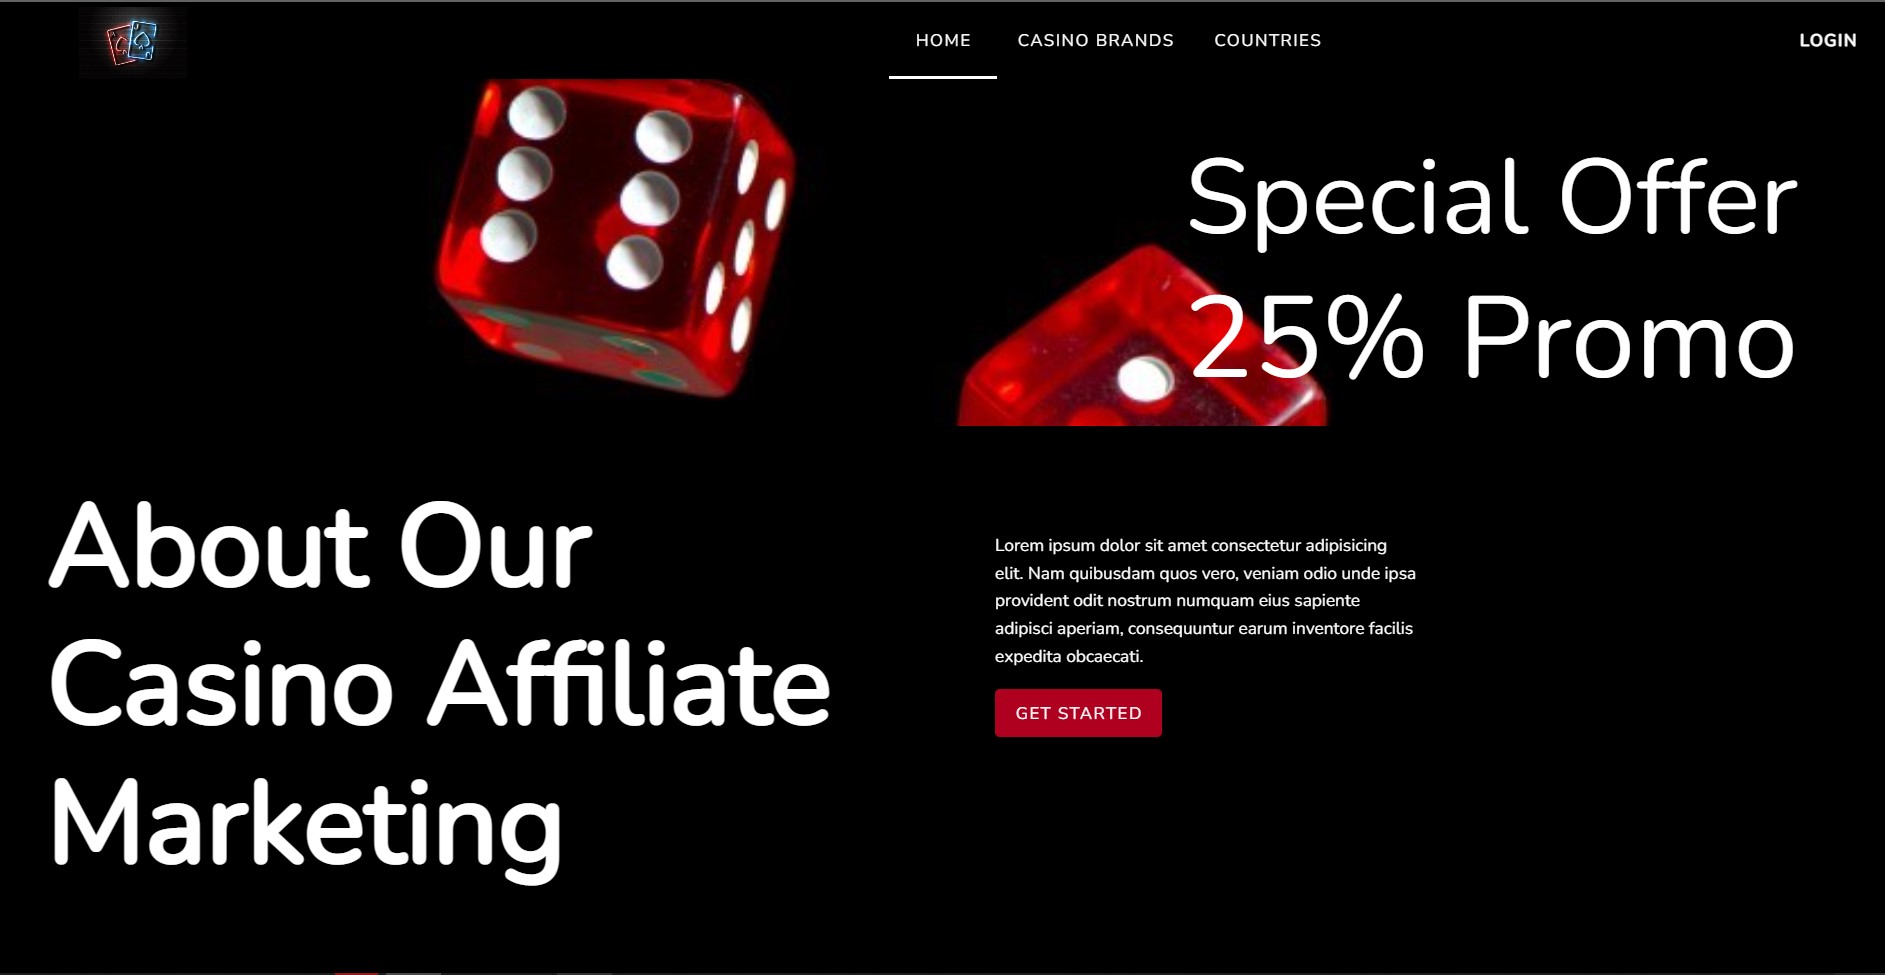 HOME CASINO BRANDS COUNTRIES LOGIN
Special Offer
25% Promo
About Our
Casino Affiliate
Marketing
Lorem ipsum dolor sit amet consectetur adipisicing
elit. Nam quibusdam quos vero, veniam odio unde ipsa
provident odit nostrum numquam eius sapiente
adipisci aperiam, consequuntur earum inventore facilis
expedita obcaecati.
GET STARTED